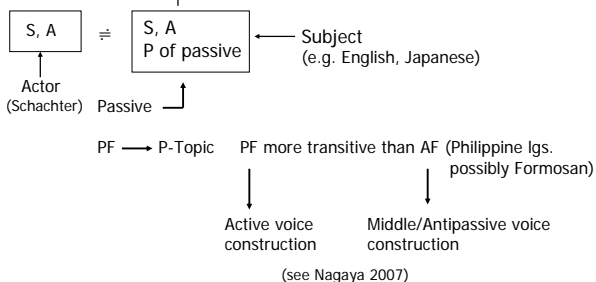 S, A ≒ S, A
P of passive Subject
(e.g. English, Japanese)
Actor
(Schachter) Passive
PF P-Topic PF more transitive than AF (Philippine lgs.
possibly Formosan)
Active voice Middle/Antipassive voice
construction construction
(see Nagaya 2007)